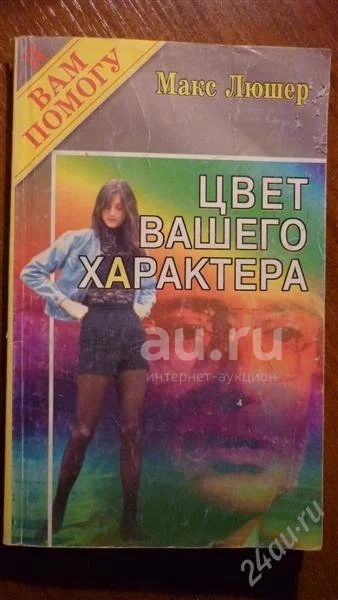 Я
ВАМ
ПОМОГУ
Макс Люшер
ЦВЕТ
ВАШЕГО
ХАРАКТЕРА
au.ru
интернет-аукцион
24au.ru